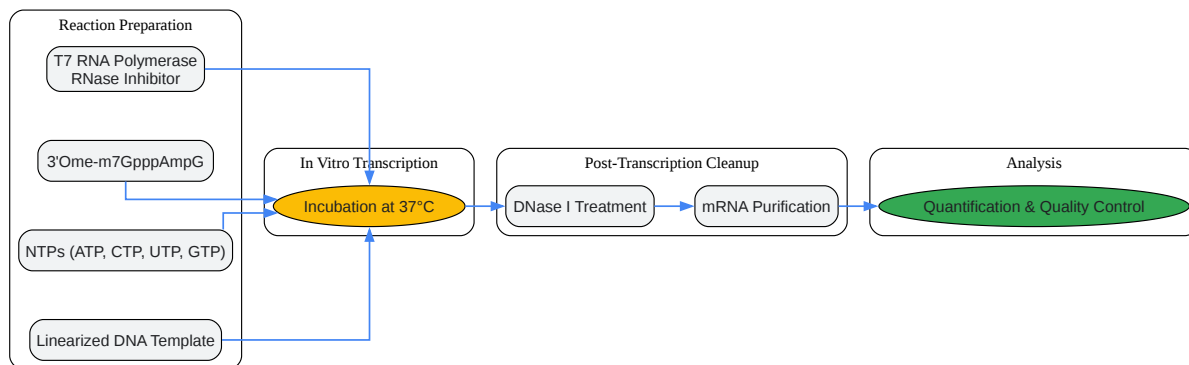 Reaction Preparation
T7 RNA Polymerase
RNase Inhibitor
3'Ome-m7GpppAmpG
NTPs (ATP, CTP, UTP, GTP)
Linearized DNA Template
In Vitro Transcription
Incubation at 37°C
Post-Transcription Cleanup
DNase I Treatment
mRNA Purification
Analysis
Quantification & Quality Control